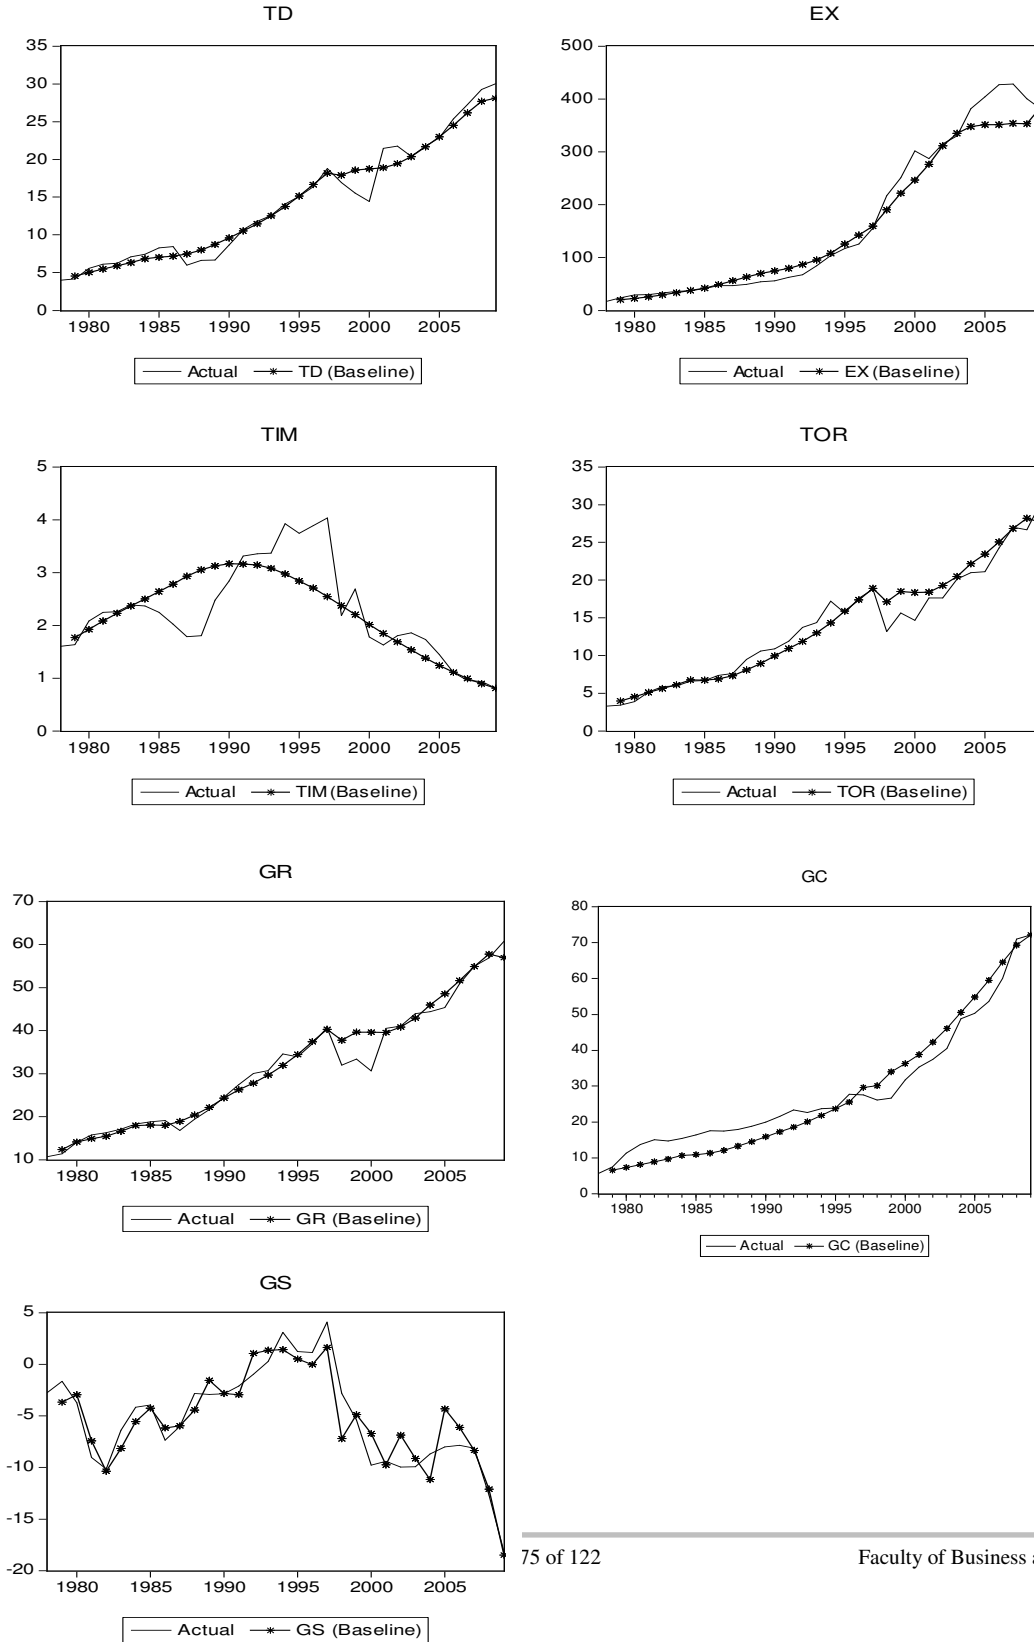 TD
35
30
25
20
15
10
5
0
1980 1985 1990 1995 2000 2005
Actual TD (Baseline)
EX
500
400
300
200
100
0
1980 1985 1990 1995 2000 2005
Actual EX (Baseline)
TIM
5
4
3
2
1
0
1980 1985 1990 1995 2000 2005
Actual TIM (Baseline)
TOR
35
30
25
20
15
10
5
0
1980 1985 1990 1995 2000 2005
Actual TOR (Baseline)
GR
70
60
50
40
30
20
10
1980 1985 1990 1995 2000 2005
Actual GR (Baseline)
GC
80
70
60
50
40
30
20
10
0
1980 1985 1990 1995 2000 2005
Actual GC (Baseline)
GS
5
0
-5
-10
-15
-20
1980 1985 1990 1995 2000 2005
Actual GS (Baseline)
75 of 122 Faculty of Business a